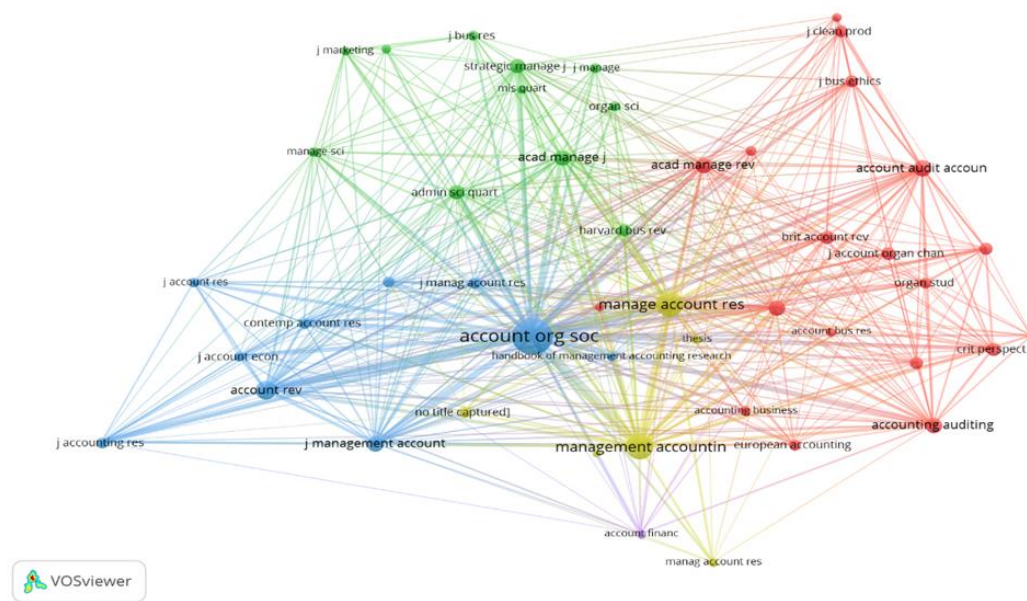 j clean prod
j bus res
j marketing
strategic manage j
j manage
j bus ethics
mis quart
organ sci
manage sci
acad manage j
acad manage rev
account audit accoun
admin sci quart
harvard bus rev
brit account rev
j account organ chan
j account res
j manag acount res
organ stud
manage account res
contemp account res
account org soc
thesis
account bus res
j account econ
handbook of management accounting research
crit perspect
account rev
no title captured]
accounting business
accounting auditing
j accounting res
j management account
management accountin
european accounting
account financ
manag account res
VOSviewer